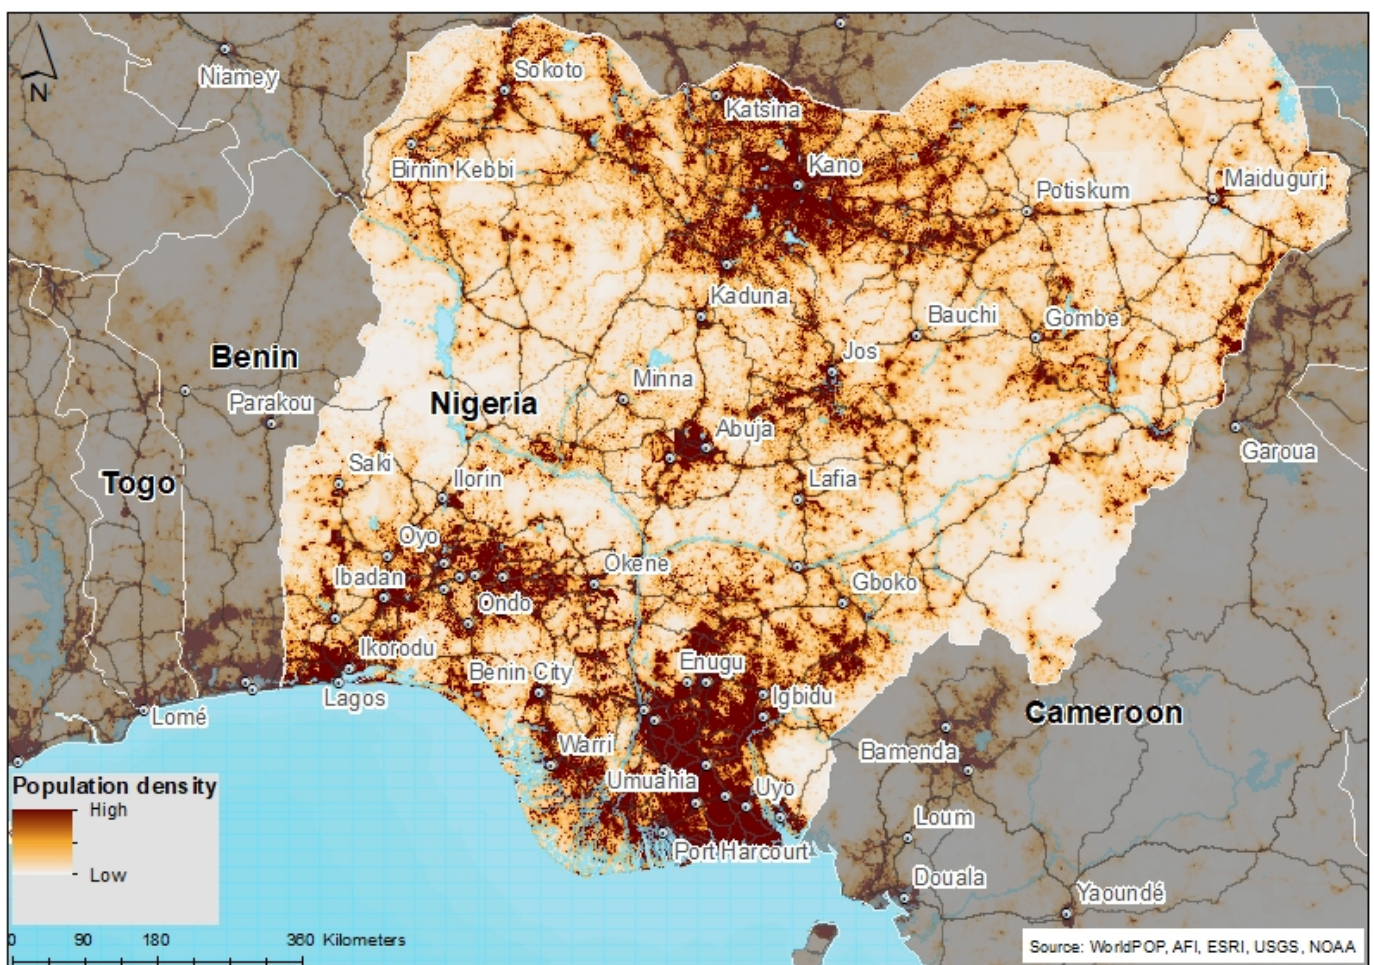 N
Niamey
Sokoto
Katsina
Birnin Kebbi
Kano
Potiskum
Maiduguri
Kaduna
Bauchi
Gombe
Jos
Benin
Minna
Nigeria
Parakou
Abuja
Garoua
Togo
Saki
Ilorin
Lafia
Oyo
Ibadan
Okene
Gboko
Ondo
Ikorodu
Benin City
Enugu
Igbidu
Lagos
Lomé
Cameroon
Warri
Bamenda
Umuahia
Uyo
Population density
High
Low
Loum
Port Harcourt
Douala
Yaoundé
0 90 180 360 Kilometers
Source: WorldPOP, AFI, ESRI, USGS, NOAA